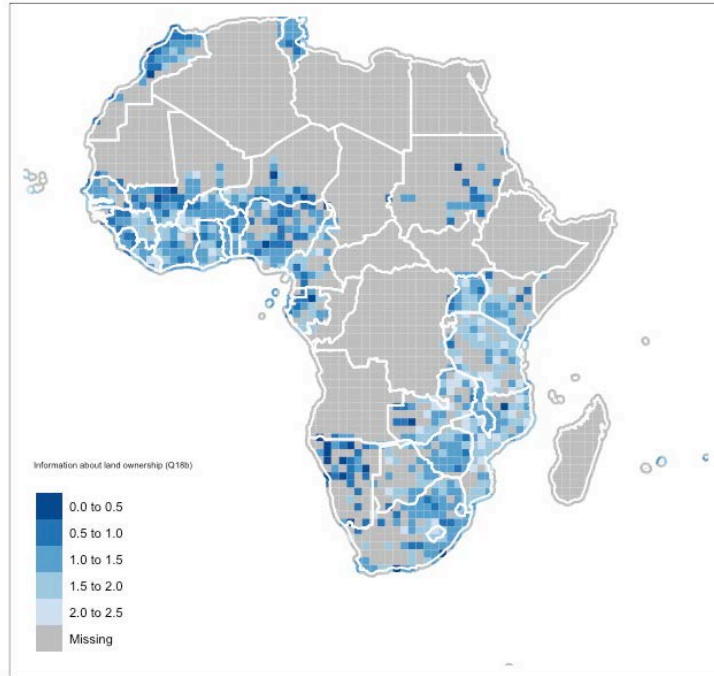 Information about land ownership (Q18b)
0.0 to 0.5
0.5 to 1.0
1.0 to 1.5
1.5 to 2.0
2.0 to 2.5
Missing